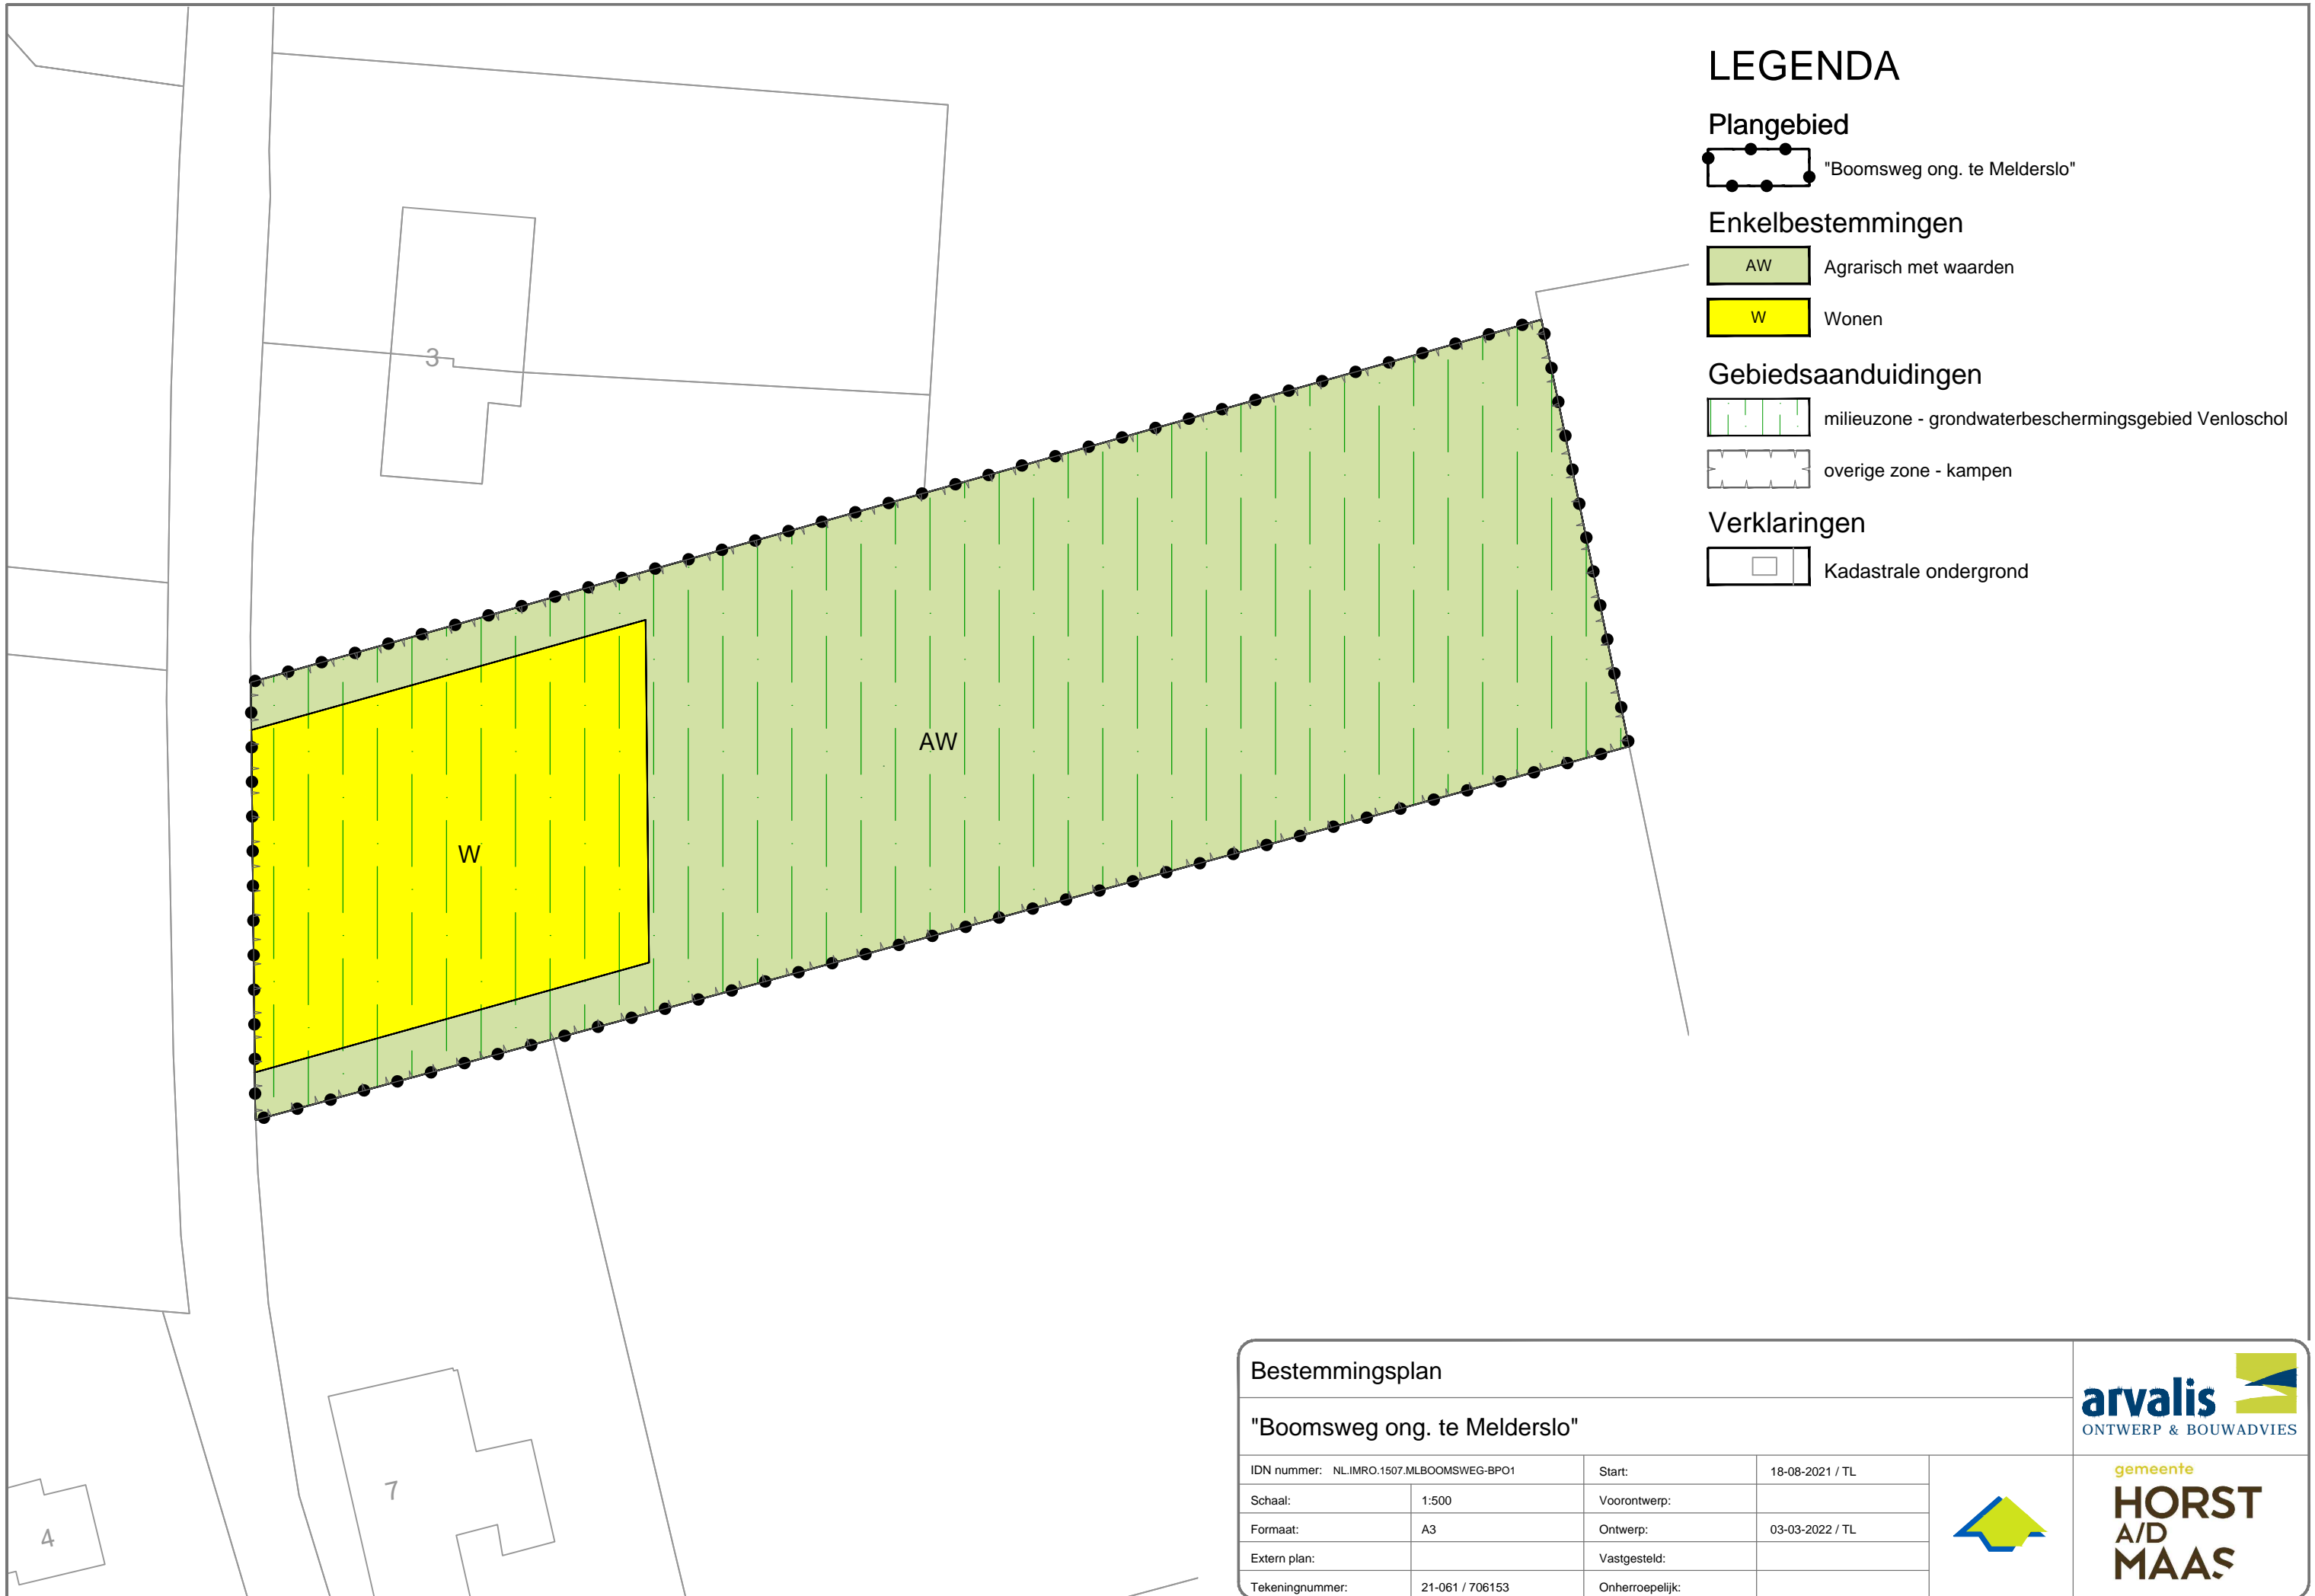 LEGENDA
Plangebied
"Boomsweg ong. te Melderslo"
Enkelbestemmingen
AW Agrarisch met waarden
W Wonen
Gebiedsaanduidingen
milieuzone - grondwaterbeschermingsgebied Venloschol
overige zone - kampen
Verklaringen
Kadastrale ondergrond
3
AW
W
7
4
Bestemmingsplan
"Boomsweg ong. te Melderslo"
IDN nummer: NL.IMRO.1507.MLBOOMSWEG-BPO1 Start: 18-08-2021 / TL
Schaal: 1:500 Voorontwerp:
Formaat: A3 Ontwerp: 03-03-2022 / TL
Extern plan: Vastgesteld:
Tekeningnummer: 21-061 / 706153 Onherroepelijk:
arvalis
ONTWERP & BOUWADVIES
gemeente
HORST
A/D
MAAS